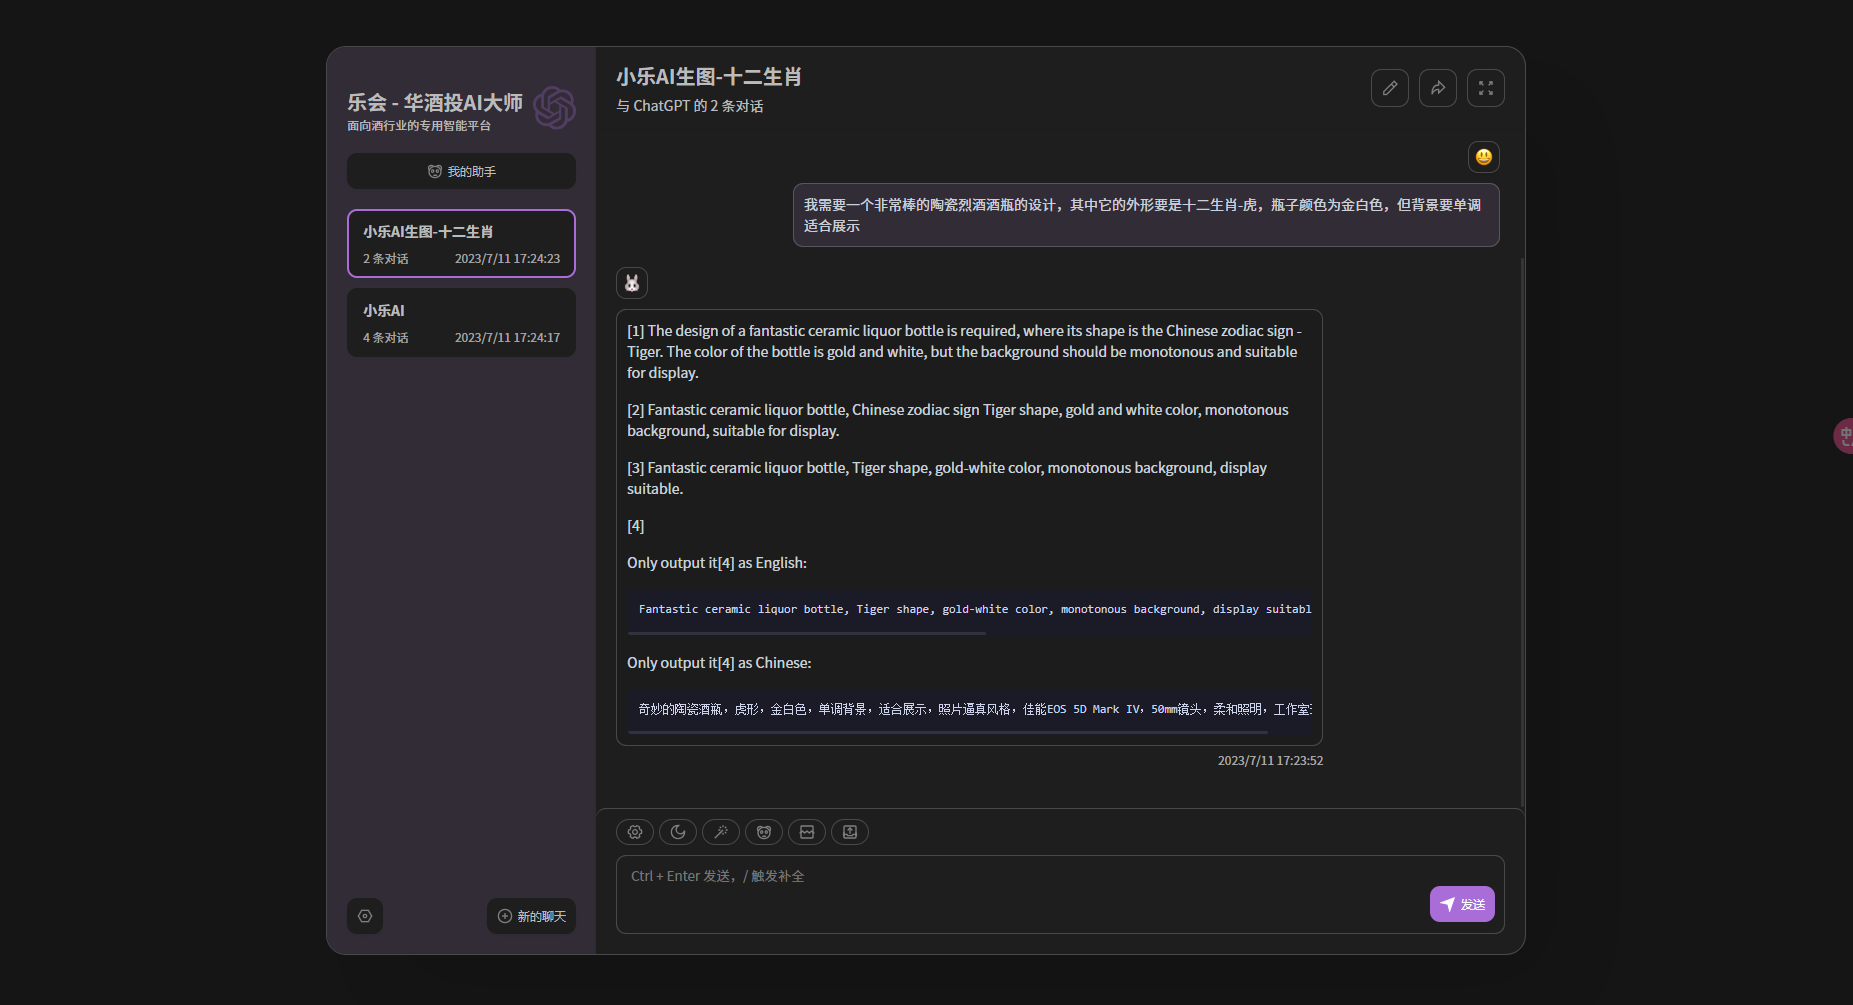 乐会 - 华酒投AI大师
面向酒行业的专用智能平台
我的助手
小乐AI生图-十二生肖
2 条对话 2023/7/11 17:24:23
小乐AI
4 条对话 2023/7/11 17:24:17
新的聊天
小乐AI生图-十二生肖
与 ChatGPT 的 2 条对话
我需要一个非常棒的陶瓷烈酒酒瓶的设计，其中它的外形要是十二生肖-虎，瓶子颜色为金白色，但背景要单调
适合展示
[1] The design of a fantastic ceramic liquor bottle is required, where its shape is the Chinese zodiac sign -
Tiger. The color of the bottle is gold and white, but the background should be monotonous and suitable
for display.
[2] Fantastic ceramic liquor bottle, Chinese zodiac sign Tiger shape, gold and white color, monotonous
background, suitable for display.
[3] Fantastic ceramic liquor bottle, Tiger shape, gold-white color, monotonous background, display
suitable.
[4]
Only output it[4] as English:
Fantastic ceramic liquor bottle, Tiger shape, gold-white color, monotonous background, display suitabl
Only output it[4] as Chinese:
奇妙的陶瓷酒瓶，虎形，金白色，单调背景，适合展示，照片逼真风格，佳能EOS 5D Mark IV，50mm镜头，柔和照明，工作室
2023/7/11 17:23:52
Ctrl + Enter 发送，/ 触发补全
发送